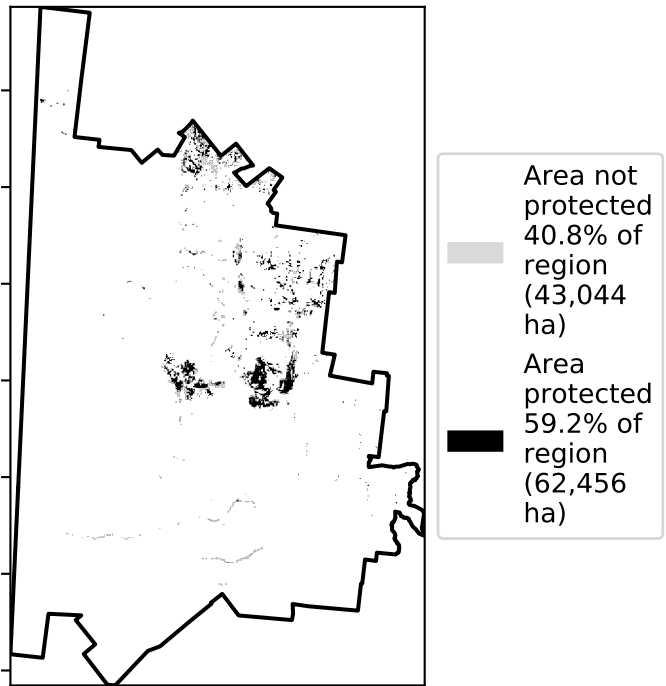 Area not
protected
40.8% of
region
(43,044
ha)
Area
protected
59.2% of
region
(62,456
ha)